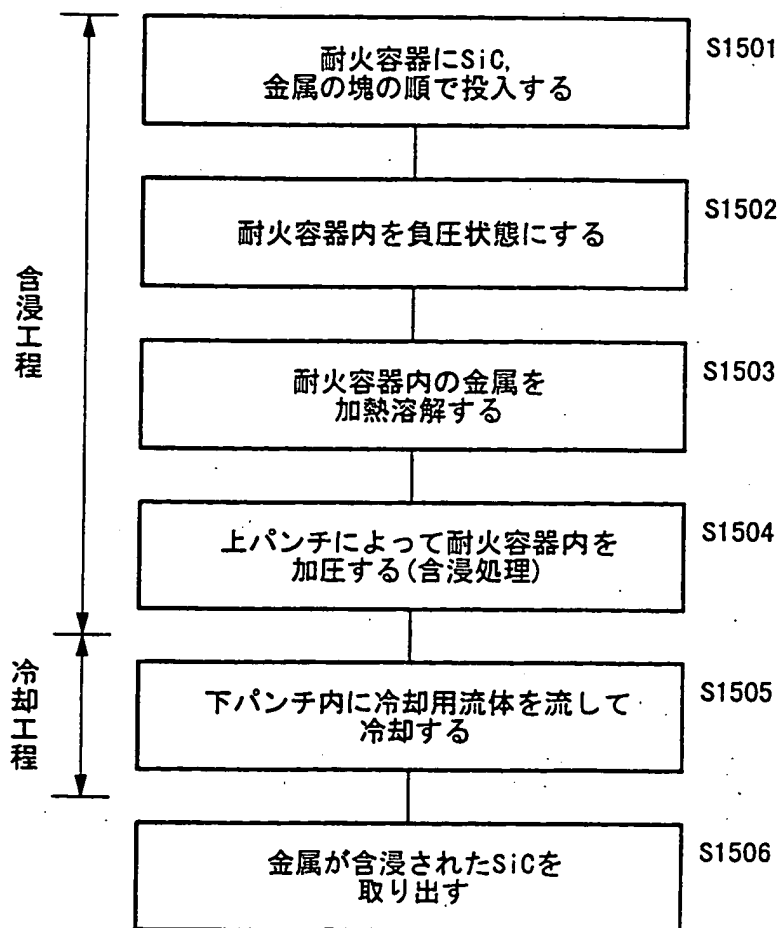 耐火容器にSiC,
金属の塊の順で投入する
S1501
耐火容器内を負圧状態にする
S1502
含浸工程
耐火容器内の金属を
加熱溶解する
S1503
上パンチによって耐火容器内を
加圧する(含浸処理)
S1504
冷却工程
下パンチ内に冷却用流体を流して
冷却する
S1505
金属が含浸されたSiCを
取り出す
S1506